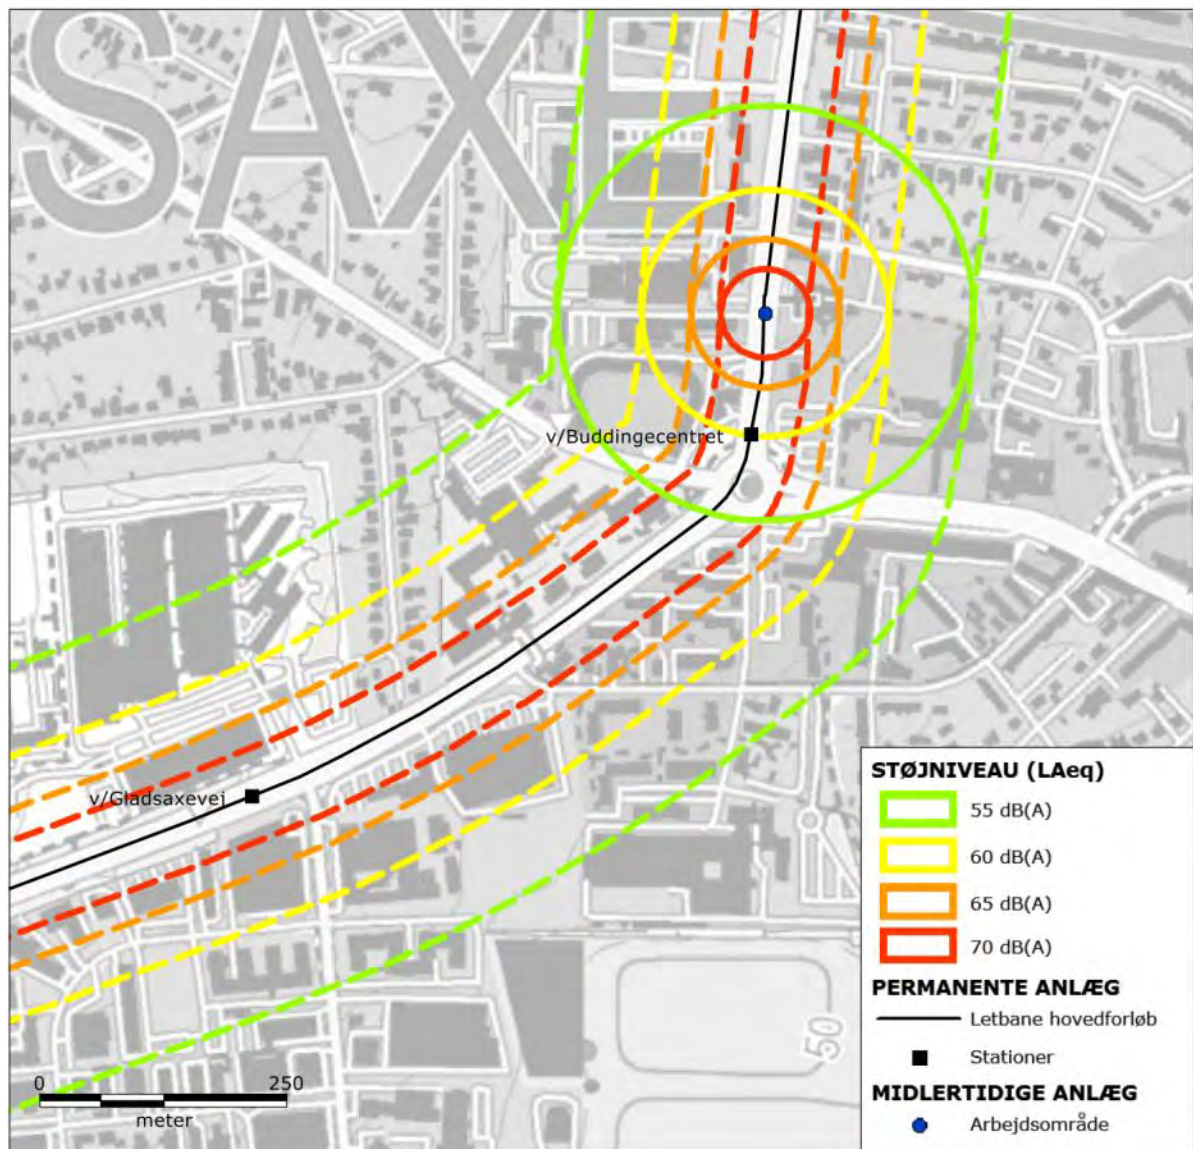 SAXE
v/Buddingecentret
v/Gladsaxevej
STØJNIVEAU (LAeq)
55 dB(A)
60 dB(A)
65 dB(A)
70 dB(A)
PERMANENTE ANLÆG
Letbane hovedforløb
Stationer
MIDLERTIDIGE ANLÆG
Arbejdsområde
50
0 250
meter